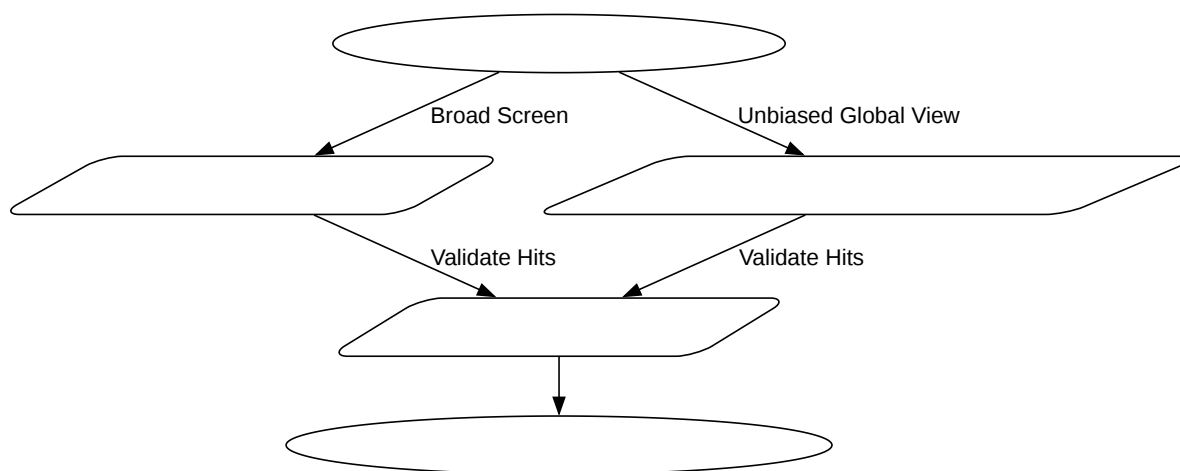 Broad Screen
Unbiased Global View
Validate Hits
Validate Hits